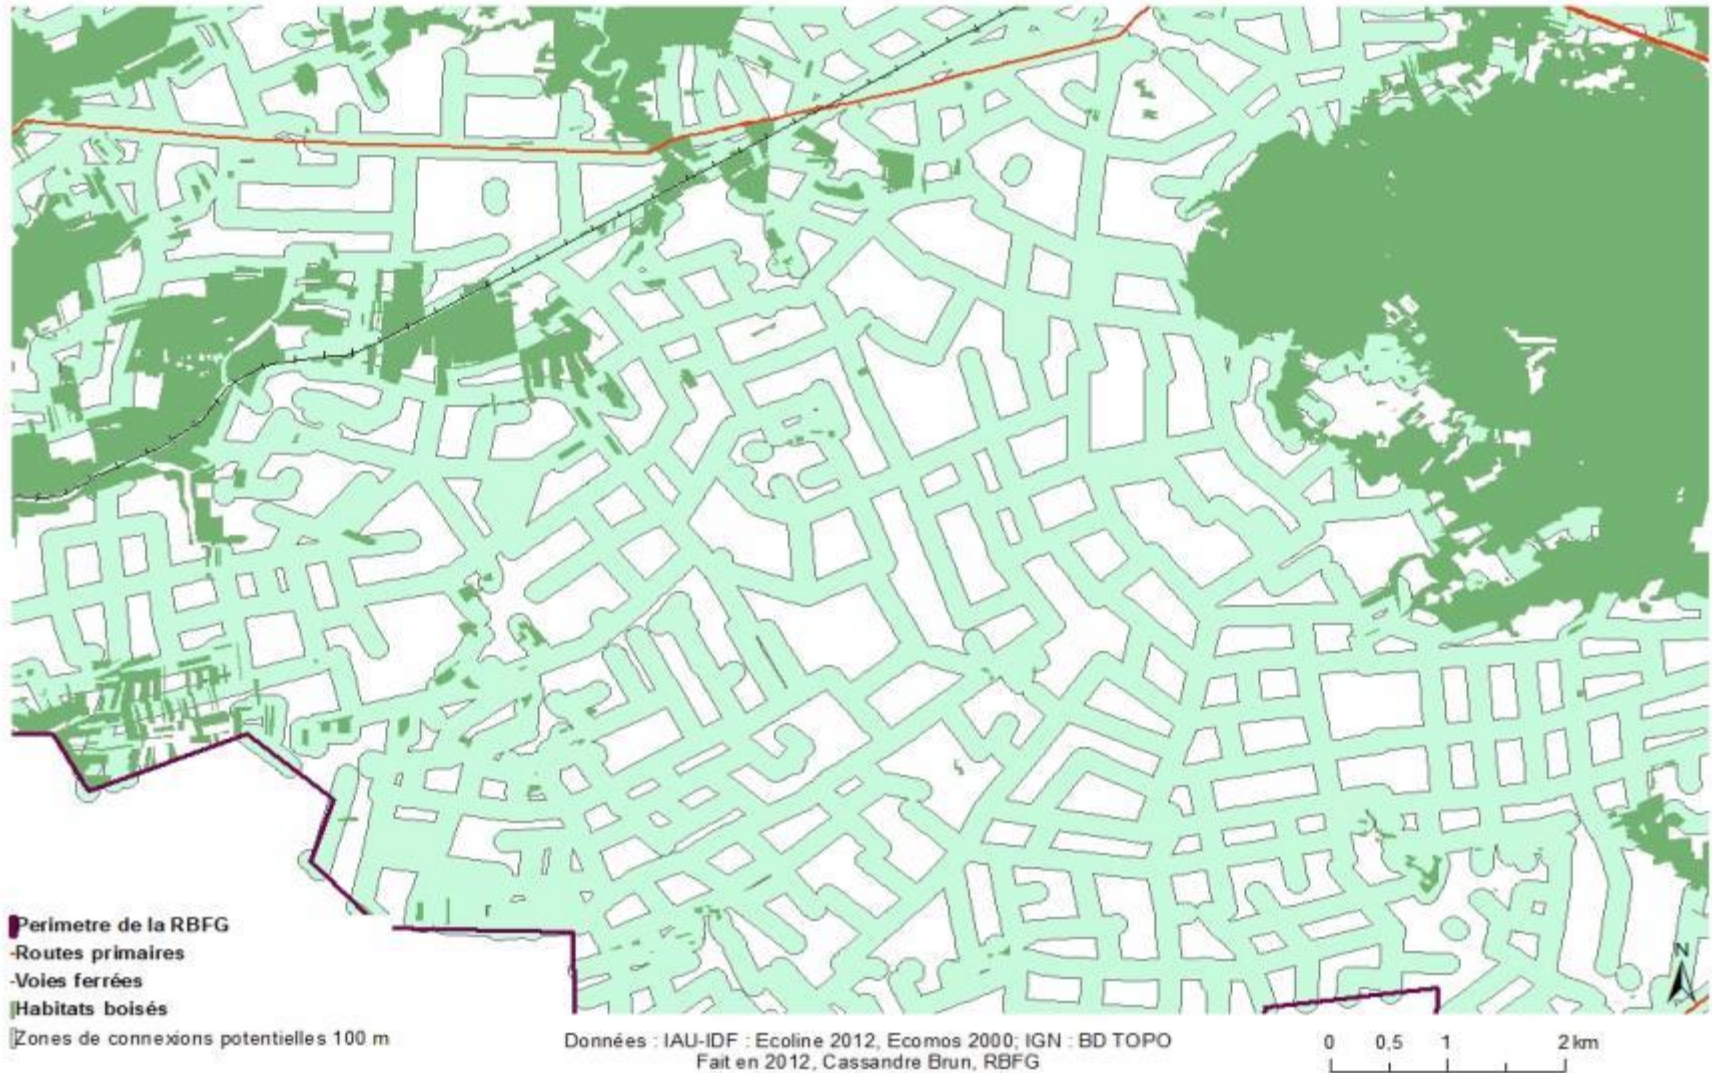 Perimetre de la RBFG
Routes primaires
Voies ferrées
Habitats boisés
Zones de connexions potentielles 100 m
Données : IAU-IDF : Ecoline 2012, Ecomos 2000; IGN : BD TOPO
Fait en 2012, Cassandre Brun, RBFG
N
0 0,5 1 2 km